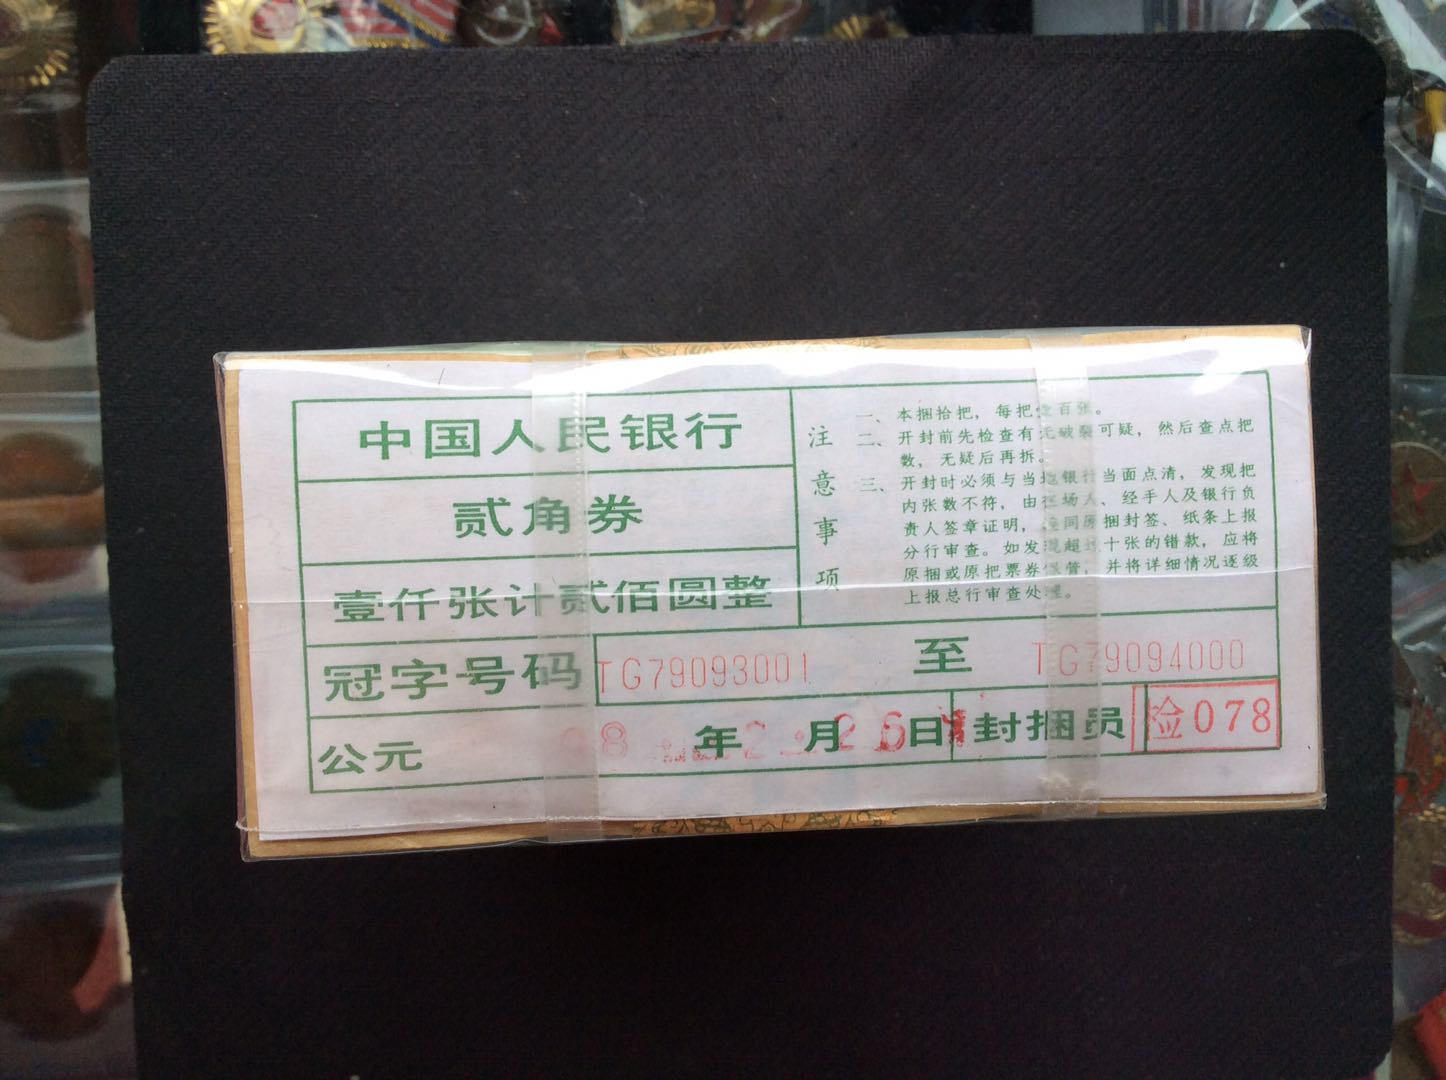 中国人民银行
贰角券
壹仟张计贰佰圆整
注意事项
一、本捆拾把，每把壹百张。
二、开封前先检查有无破裂可疑，然后查点把
数，无疑后再拆。
三、开封时必须与当地银行当面点清，发现把
内张数不符，由在场人、经手人及银行负
责人签章证明，连同原捆封签、纸条上报
分行审查。如发现超过十张的错款，应将
原捆或原把票券保管，并将详细情况逐级
上报总行审查处理。
冠字号码 TG79093001 至 TG79094000
公元 08 年 2 月 26 日 封捆员 检078